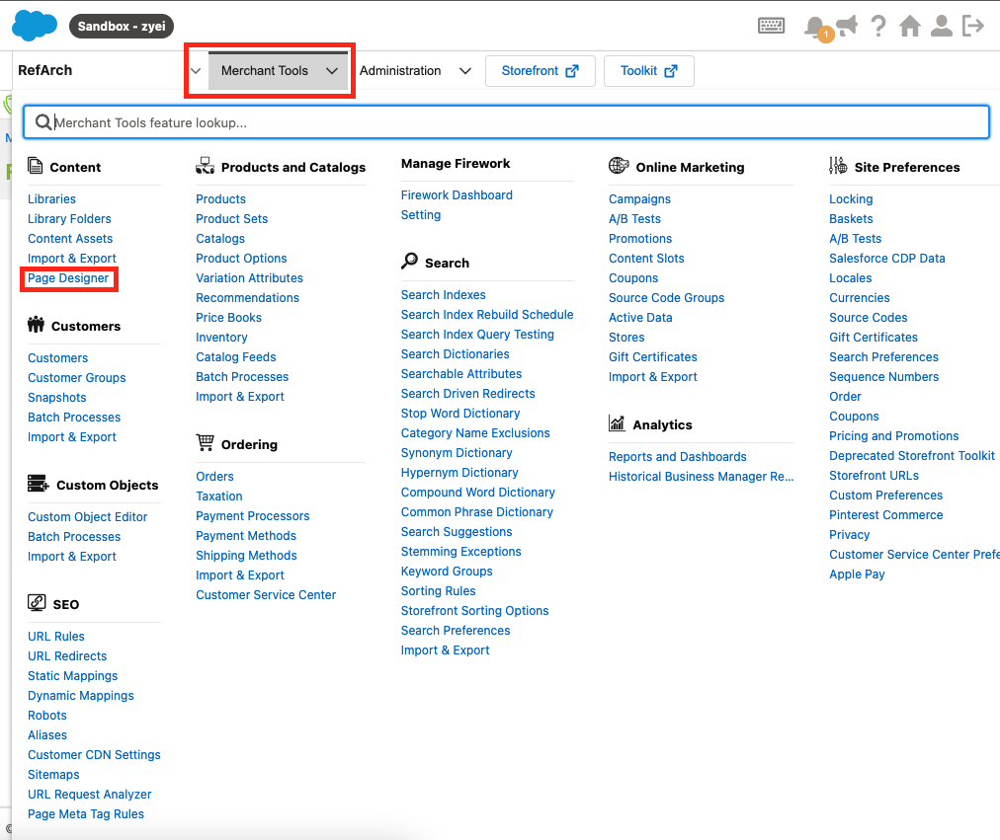 Sandbox - zyei
1
RefArch
Merchant Tools
Administration
Storefront
Toolkit
Merchant Tools feature lookup...
Content
Libraries
Library Folders
Content Assets
Import & Export
Page Designer
Customers
Customers
Customer Groups
Snapshots
Batch Processes
Import & Export
Custom Objects
Custom Object Editor
Batch Processes
Import & Export
SEO
URL Rules
URL Redirects
Static Mappings
Dynamic Mappings
Robots
Aliases
Customer CDN Settings
Sitemaps
URL Request Analyzer
Page Meta Tag Rules
Products and Catalogs
Products
Product Sets
Catalogs
Product Options
Variation Attributes
Recommendations
Price Books
Inventory
Catalog Feeds
Batch Processes
Import & Export
Ordering
Orders
Taxation
Payment Processors
Payment Methods
Shipping Methods
Import & Export
Customer Service Center
Manage Firework
Firework Dashboard
Setting
Search
Search Indexes
Search Index Rebuild Schedule
Search Index Query Testing
Search Dictionaries
Searchable Attributes
Search Driven Redirects
Stop Word Dictionary
Category Name Exclusions
Synonym Dictionary
Hypernym Dictionary
Compound Word Dictionary
Common Phrase Dictionary
Search Suggestions
Stemming Exceptions
Keyword Groups
Sorting Rules
Storefront Sorting Options
Search Preferences
Import & Export
Online Marketing
Campaigns
A/B Tests
Promotions
Content Slots
Coupons
Source Code Groups
Active Data
Stores
Gift Certificates
Import & Export
Analytics
Reports and Dashboards
Historical Business Manager Re...
Site Preferences
Locking
Baskets
A/B Tests
Salesforce CDP Data
Locales
Currencies
Source Codes
Gift Certificates
Search Preferences
Sequence Numbers
Order
Coupons
Pricing and Promotions
Deprecated Storefront Toolkit
Storefront URLs
Custom Preferences
Pinterest Commerce
Privacy
Customer Service Center Prefe
Apple Pay